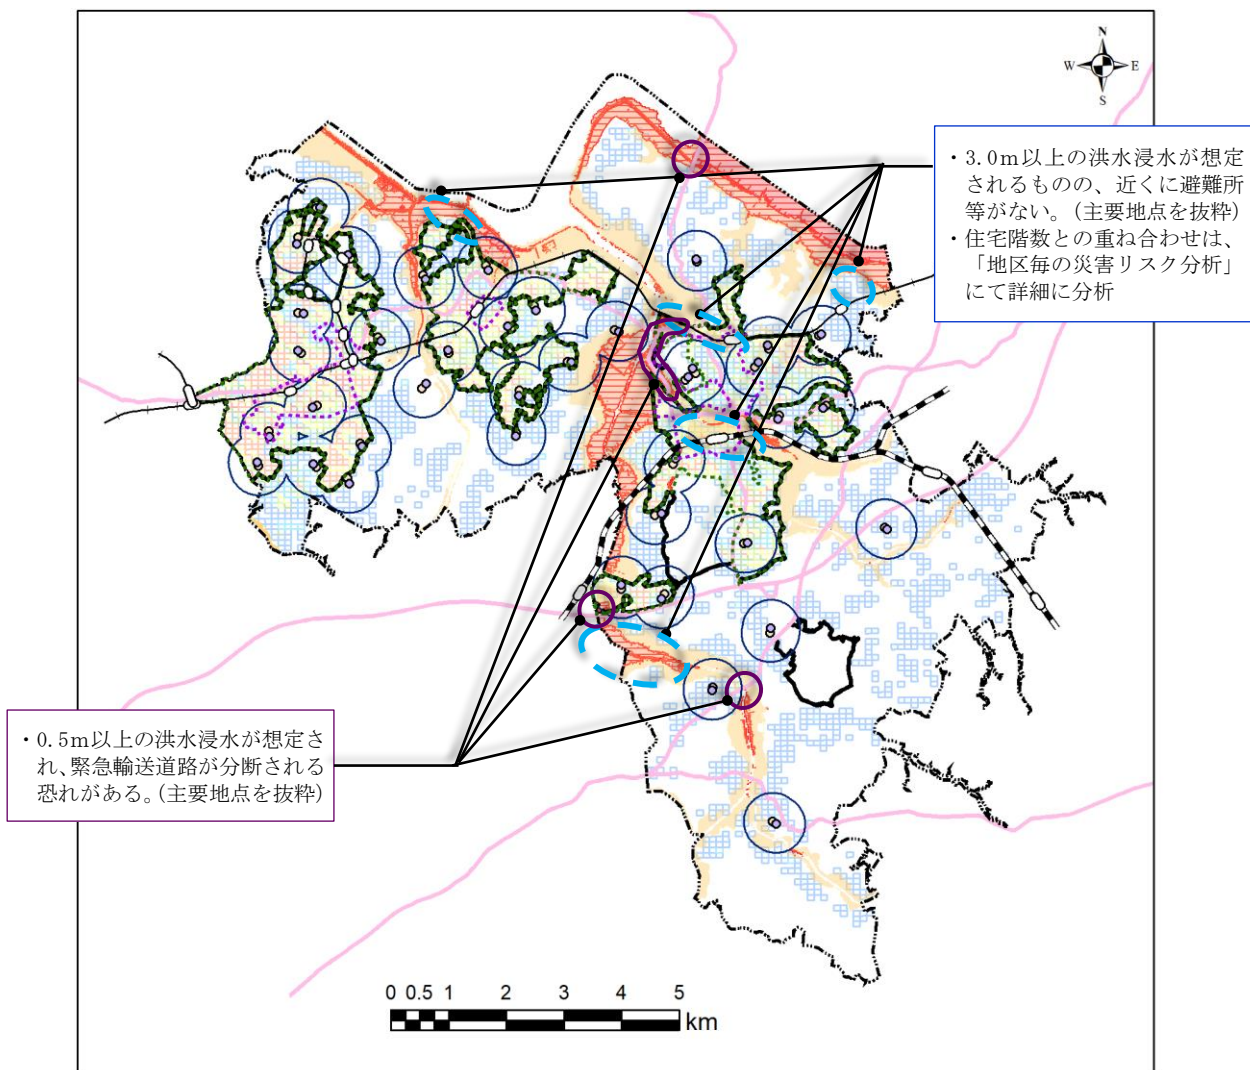 N
W E
S
・3.0m以上の洪水浸水が想定
されるものの、近くに避難所
等がない。(主要地点を抜粋)
・住宅階数との重ね合わせは、
「地区毎の災害リスク分析」
にて詳細に分析
・0.5m以上の洪水浸水が想定さ
れ、緊急輸送道路が分断される
恐れがある。(主要地点を抜粋)
0 0.5 1 2 3 4 5
km